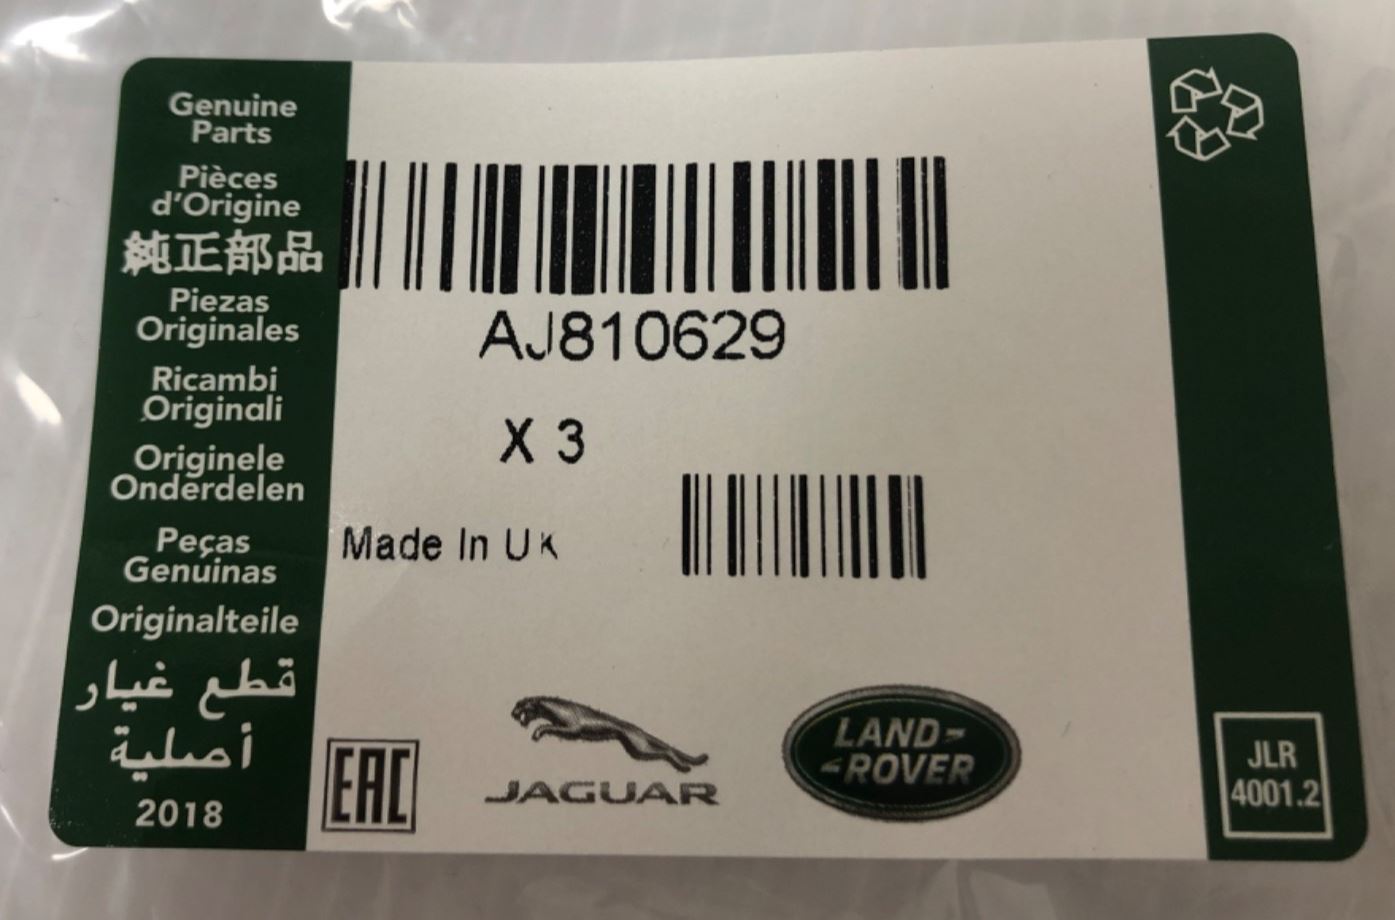 Genuine
Parts
Pièces
d'Origine
純正部品
Piezas
Originales
Ricambi
Originali
Originele
Onderdelen
Peças
Genuinas
Originalteile
قطع غيار
أصلية
2018
AJ810629
X 3
Made In UK
EAC
JAGUAR
LAND-
-ROVER
JLR
4001.2